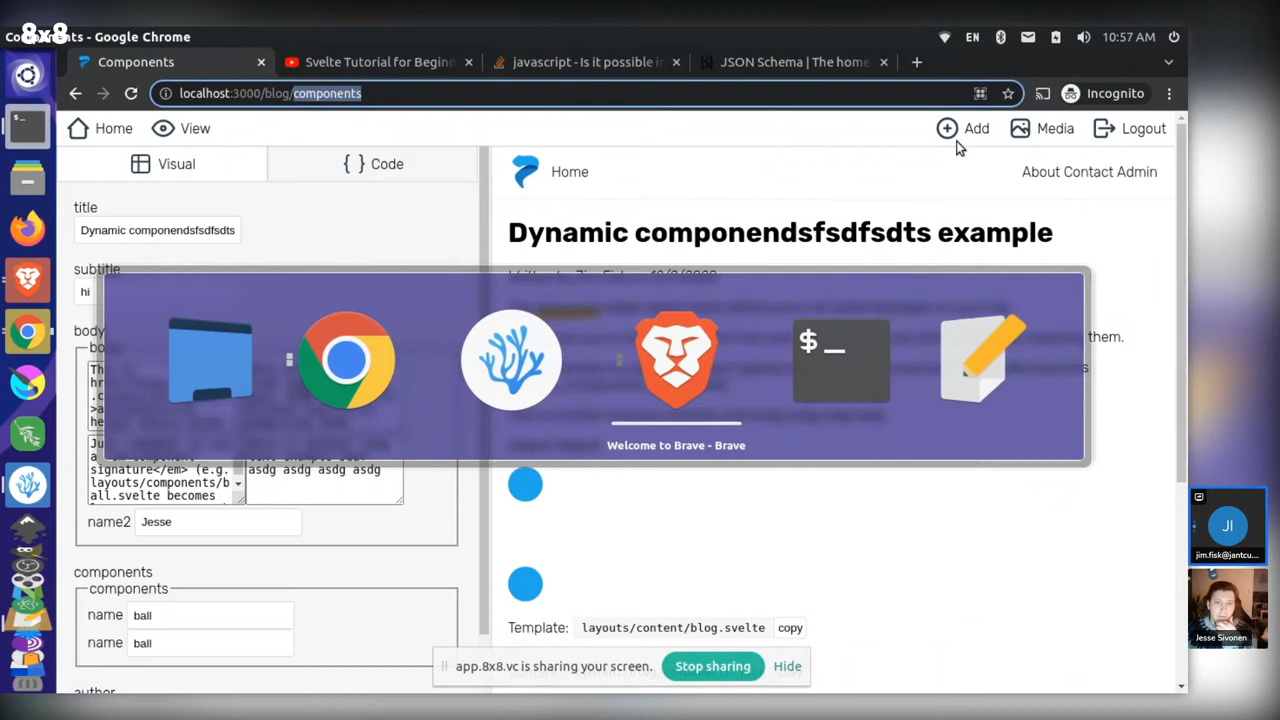 8x8
nts - Google Chrome
EN
10:57 AM
Components
Svelte Tutorial for Beginn
javascript - Is it possible i
JSON Schema | The home
localhost:3000/blog/components
Incognito
Home
View
Add
Media
Logout
Visual
{ } Code
Home
About Contact Admin
title
Dynamic componendsfsdfsdts
Dynamic componendsfsdfsdts example
subtitle
hi
body
them.
$_
Welcome to Brave - Brave
signature</em> (e.g.
layouts/components/b
all.svelte becomes
asdg asdg asdg asdg
name2
Jesse
components
components
name
ball
name
ball
Template:
layouts/content/blog.svelte
copy
app.8x8.vc is sharing your screen.
Stop sharing
Hide
JI
jim.fisk@jantcu....
Jesse Sivonen